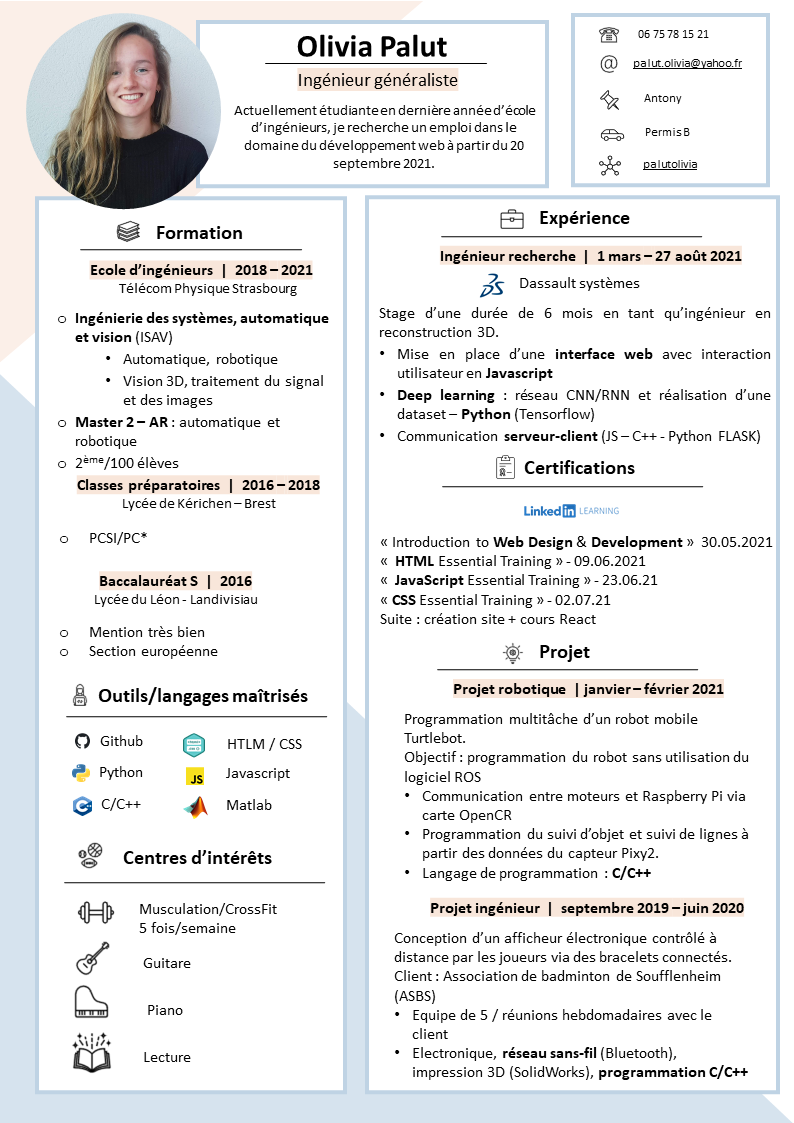 Olivia Palut
Ingénieur généraliste
Actuellement étudiante en dernière année d'école
d'ingénieurs, je recherche un emploi dans le
domaine du développement web à partir du 20
septembre 2021.
06 75 78 15 21
palut.olivia@yahoo.fr
Antony
Permis B
palutolivia
Formation
Ecole d'ingénieurs | 2018 – 2021
Télécom Physique Strasbourg
o Ingénierie des systèmes, automatique
et vision (ISAV)
• Automatique, robotique
• Vision 3D, traitement du signal
et des images
o Master 2 – AR : automatique et
robotique
o 2ème/100 élèves
Classes préparatoires | 2016 – 2018
Lycée de Kérichen – Brest
o PCSI/PC*
Baccalauréat S | 2016
Lycée du Léon - Landivisiau
o Mention très bien
o Section européenne
Outils/langages maîtrisés
Github
HTLM / CSS
Python
JS
Javascript
C/C++
Matlab
Centres d'intérêts
Musculation/CrossFit
5 fois/semaine
Guitare
Piano
Lecture
Expérience
Ingénieur recherche | 1 mars – 27 août 2021
Dassault systèmes
Stage d'une durée de 6 mois en tant qu'ingénieur en
reconstruction 3D.
• Mise en place d'une interface web avec interaction
utilisateur en Javascript
• Deep learning : réseau CNN/RNN et réalisation d'une
dataset – Python (Tensorflow)
• Communication serveur-client (JS – C++ - Python FLASK)
Certifications
Linked in LEARNING
« Introduction to Web Design & Development » 30.05.2021
« HTML Essential Training » - 09.06.2021
« JavaScript Essential Training » - 23.06.21
« CSS Essential Training » - 02.07.21
Suite : création site + cours React
Projet
Projet robotique | janvier – février 2021
Programmation multitâche d'un robot mobile
Turtlebot.
Objectif : programmation du robot sans utilisation du
logiciel ROS
• Communication entre moteurs et Raspberry Pi via
carte OpenCR
• Programmation du suivi d'objet et suivi de lignes à
partir des données du capteur Pixy2.
• Langage de programmation : C/C++
Projet ingénieur | septembre 2019 – juin 2020
Conception d'un afficheur électronique contrôlé à
distance par les joueurs via des bracelets connectés.
Client : Association de badminton de Soufflenheim
(ASBS)
• Equipe de 5 / réunions hebdomadaires avec le
client
• Electronique, réseau sans-fil (Bluetooth),
impression 3D (SolidWorks), programmation C/C++